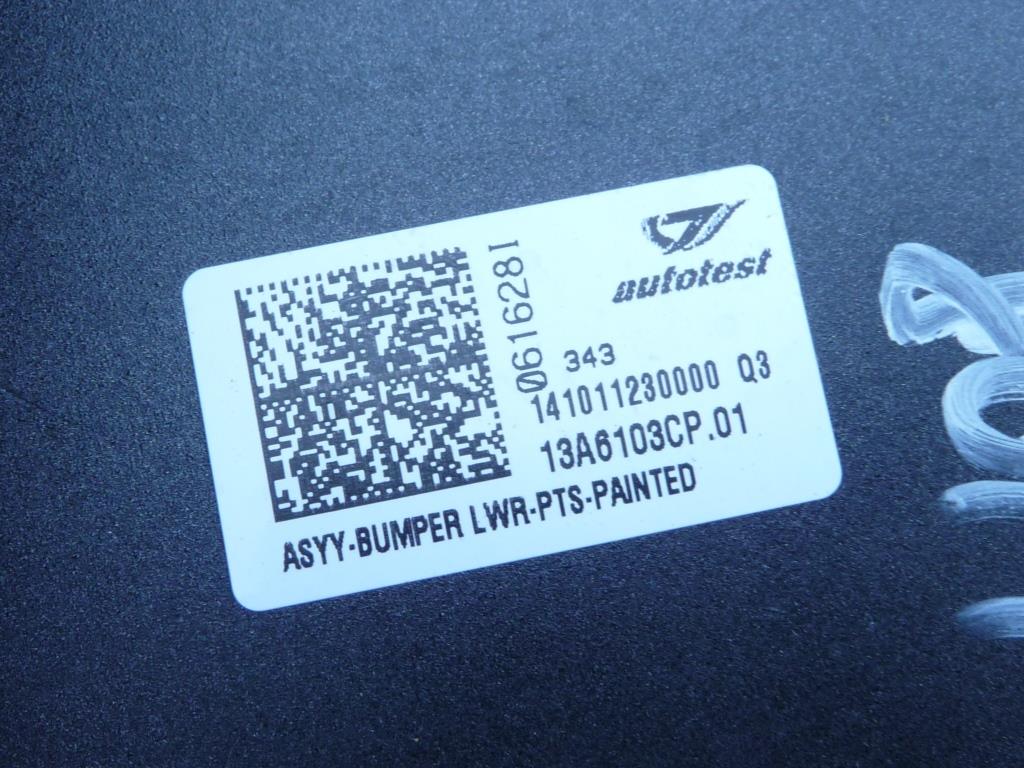 autotest
0616281
343
141011230000 Q3
13A6103CP.01
ASYY-BUMPER LWR-PTS-PAINTED